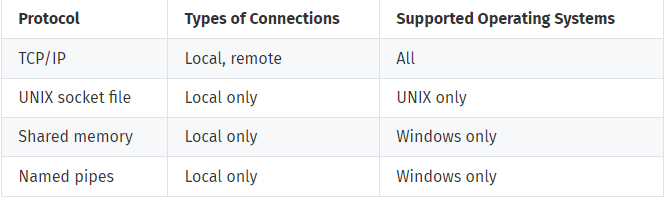 Protocol Types of Connections Supported Operating Systems
TCP/IP Local, remote All
UNIX socket file Local only UNIX only
Shared memory Local only Windows only
Named pipes Local only Windows only